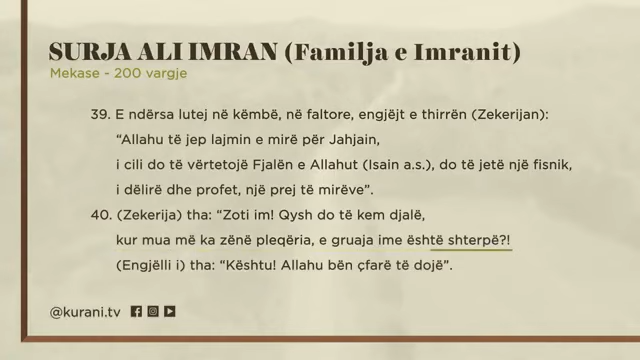 SURJA ALI IMRAN (Familja e Imranit)
Mekase - 200 vargje
39. E ndërsa lutej në këmbë, në faltore, engjëjt e thirrën (Zekerijan):
“Allahu të jep lajmin e mirë për Jahjain,
i cili do të vërtetojë Fjalën e Allahut (Isain a.s.), do të jetë një fisnik,
i dëlirë dhe profet, një prej të mirëve”.
40. (Zekerija) tha: “Zoti im! Qysh do të kem djalë,
kur mua më ka zënë pleqëria, e gruaja ime është shterpë?!
(Engjëlli i) tha: “Kështu! Allahu bën çfarë të dojë”.
@kurani.tv